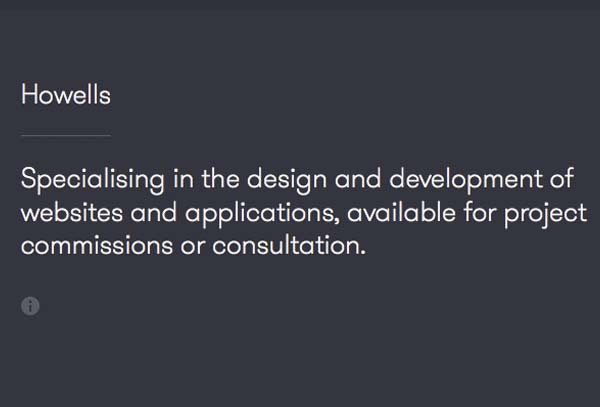 Howells
Specialising in the design and development of
websites and applications, available for project
commissions or consultation.